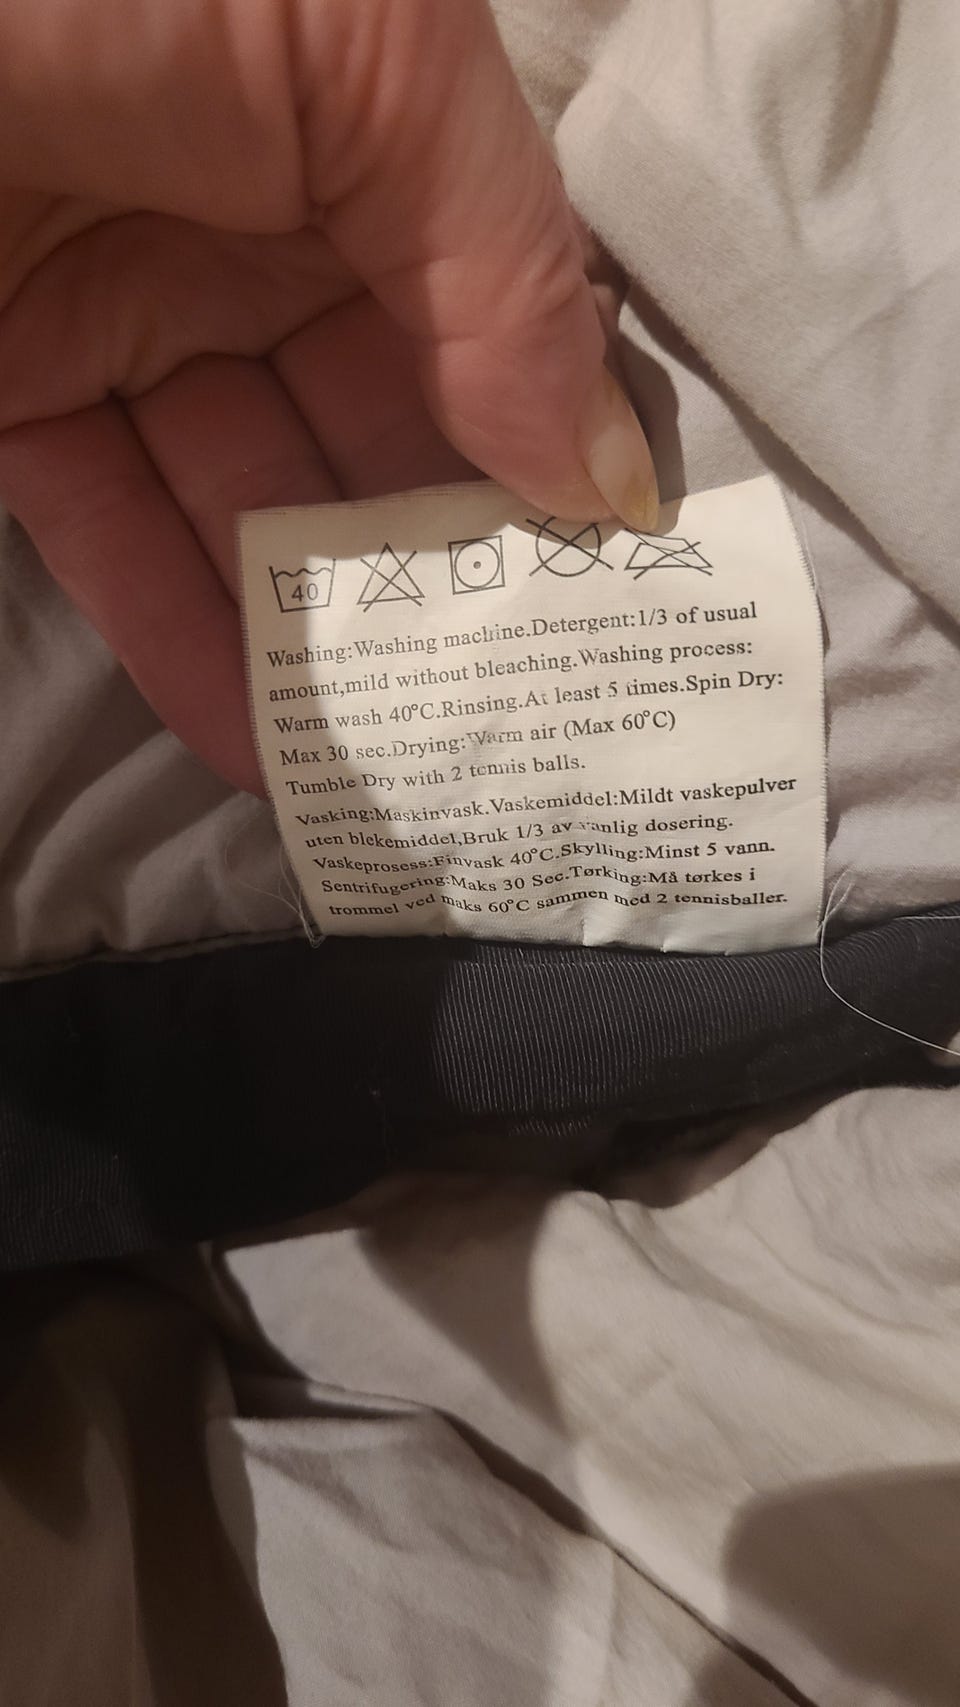 40
Washing:Washing machine.Detergent:1/3 of usual
amount,mild without bleaching.Washing process:
Warm wash 40°C.Rinsing.At least 5 times.Spin Dry:
Max 30 sec.Drying:Warm air (Max 60°C)
Tumble Dry with 2 tennis balls.
Vasking:Maskinvask.Vaskemiddel:Mildt vaskepulver
uten blekemiddel,Bruk 1/3 av vanlig dosering.
Vaskeprosess:Finvask 40°C.Skylling:Minst 5 vann.
Sentrifugering:Maks 30 Sec.Tørking:Må tørkes i
trommel ved maks 60°C sammen med 2 tennisballer.